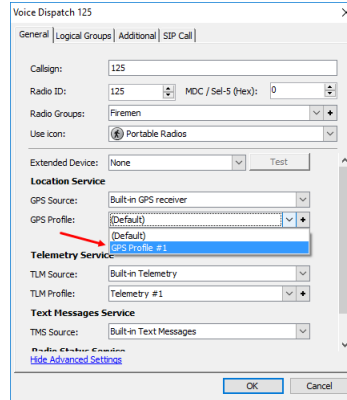 Voice Dispatch 125
General Logical Groups Additional SIP Call
Callsign: 125
Radio ID: 125 MDC / Sel-5 (Hex): 0
Radio Groups: Firemen
Use icon: Portable Radios
Extended Device: None Test
Location Service
GPS Source: Built-in GPS receiver
GPS Profile: (Default)
(Default)
GPS Profile #1
Telemetry Service
TLM Source: Built-in Telemetry
TLM Profile: Telemetry #1
Text Messages Service
TMS Source: Built-in Text Messages
Radio Status Service
Hide Advanced Settings
OK Cancel